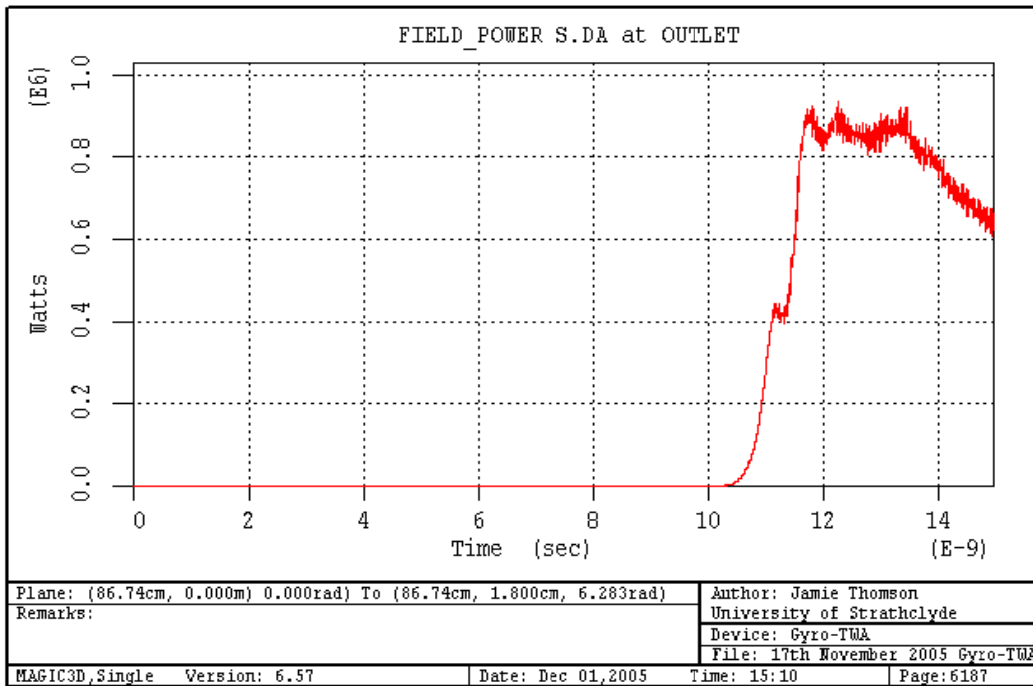 FIELD_POWER S.DA at OUTLET
(E6)
Watts
1.0
0.8
0.6
0.4
0.2
0.0
0 2 4 6 8 10 12 14
Time (sec) (E-9)
Plane: (86.74cm, 0.000m) 0.000rad) To (86.74cm, 1.800cm, 6.283rad)
Remarks:
Author: Jamie Thomson
University of Strathclyde
Device: Gyro-TWA
File: 17th November 2005 Gyro-TWA
MAGIC3D,Single Version: 6.57 Date: Dec 01,2005 Time: 15:10 Page:6187